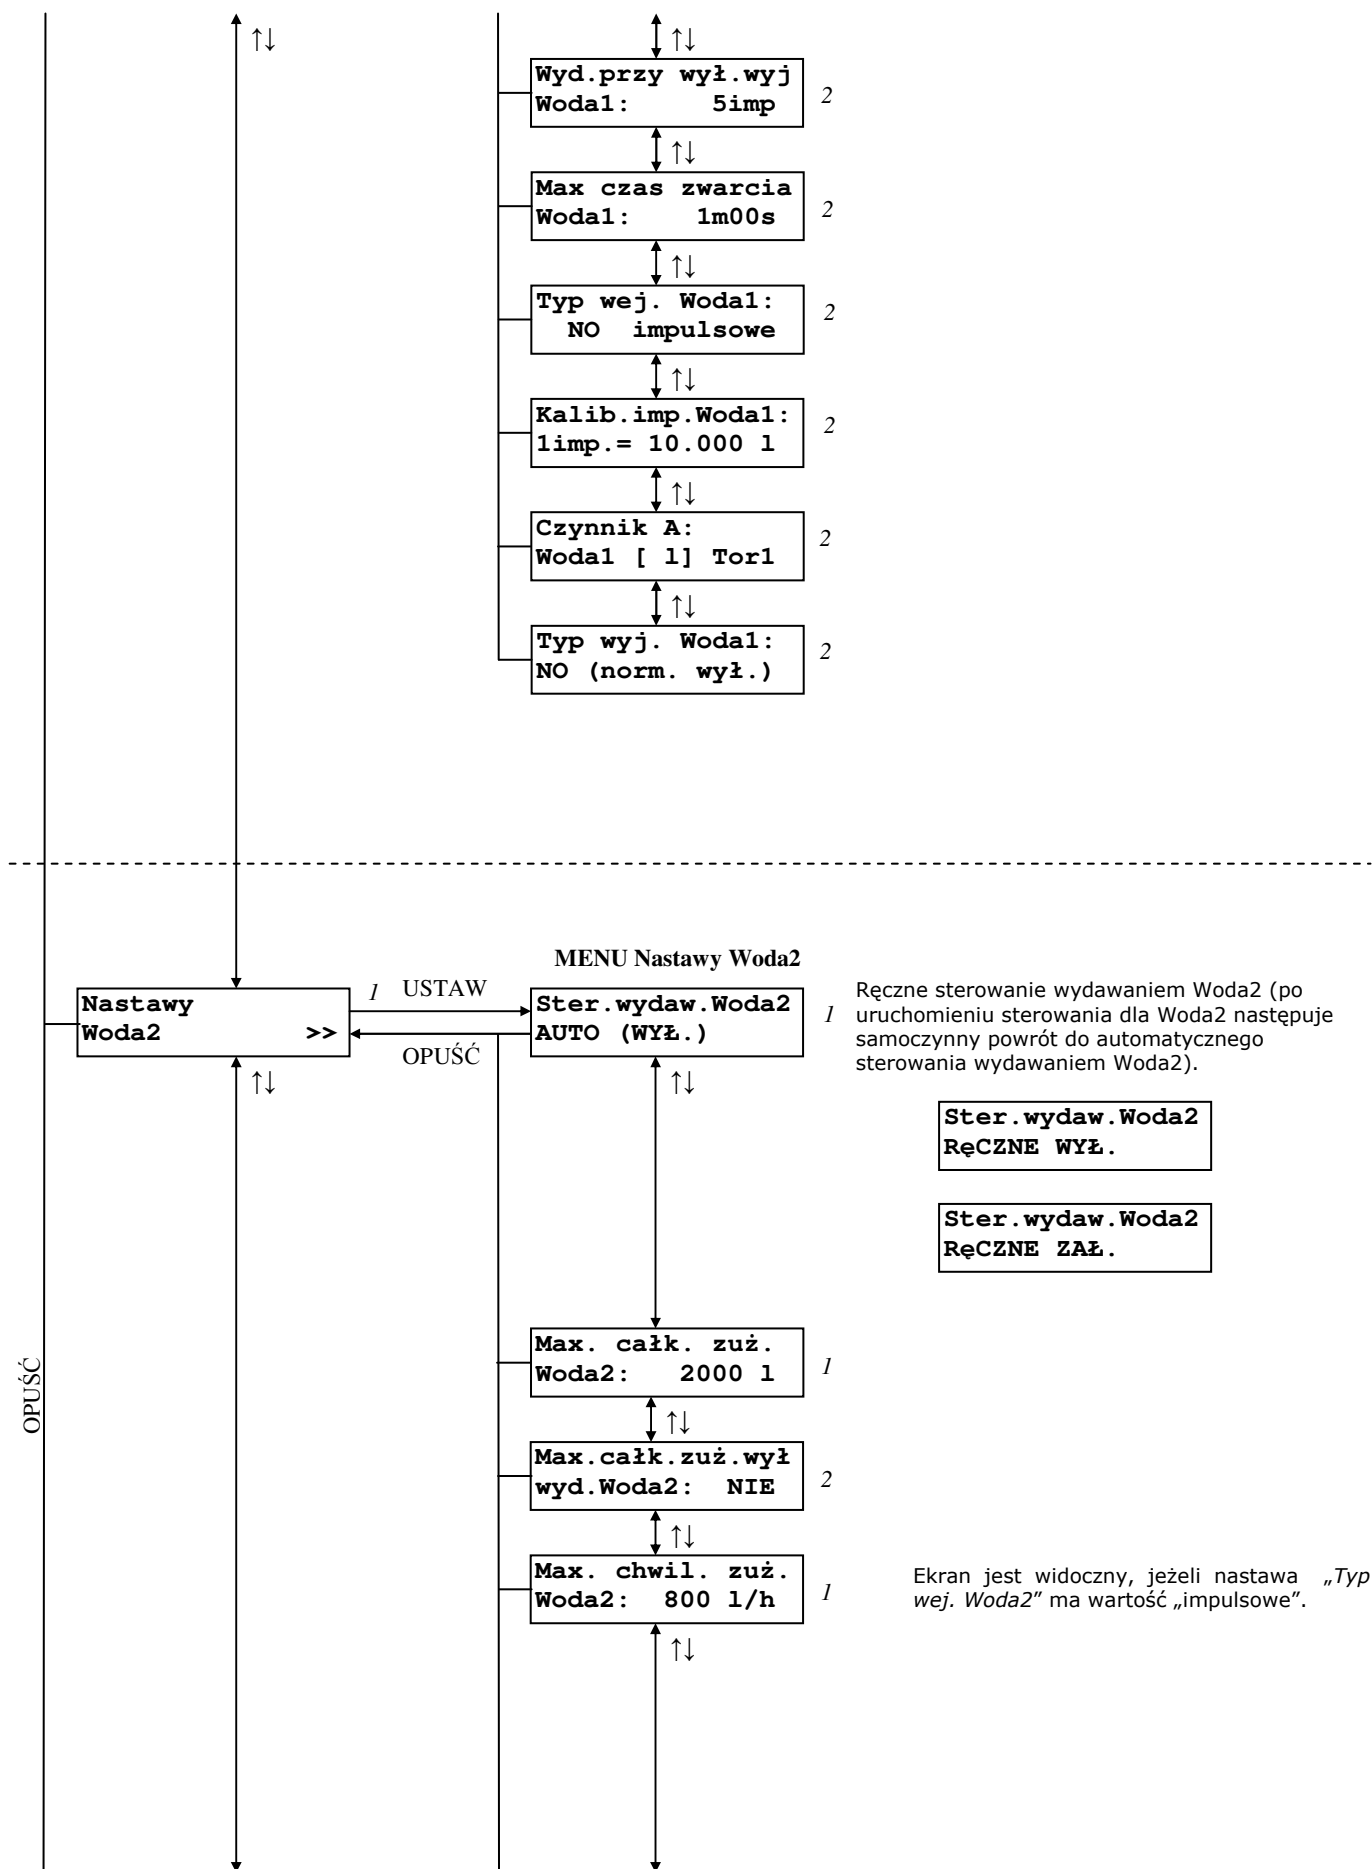 ↑↓
↑↓
Wyd.przy wył.wyj
Woda1: 5imp
2
↑↓
Max czas zwarcia
Woda1: 1m00s
2
↑↓
Typ wej. Woda1:
NO impulsowe
2
↑↓
Kalib.imp.Woda1:
1imp.= 10.000 l
2
↑↓
Czynnik A:
Woda1 [ l] Tor1
2
↑↓
Typ wyj. Woda1:
NO (norm. wył.)
2
MENU Nastawy Woda2
Nastawy
Woda2 >>
1 USTAW
OPUŚĆ
Ster.wydaw.Woda2
AUTO (WYŁ.)
1
Ręczne sterowanie wydawaniem Woda2 (po
uruchomieniu sterowania dla Woda2 następuje
samoczynny powrót do automatycznego
sterowania wydawaniem Woda2).
↑↓
↑↓
Ster.wydaw.Woda2
RęCZNE WYŁ.
Ster.wydaw.Woda2
RęCZNE ZAŁ.
OPUŚĆ
Max. całk. zuż.
Woda2: 2000 l
1
↑↓
Max.całk.zuż.wył
wyd.Woda2: NIE
2
↑↓
Max. chwil. zuż.
Woda2: 800 l/h
1
Ekran jest widoczny, jeżeli nastawa „Typ
wej. Woda2” ma wartość „impulsowe”.
↑↓